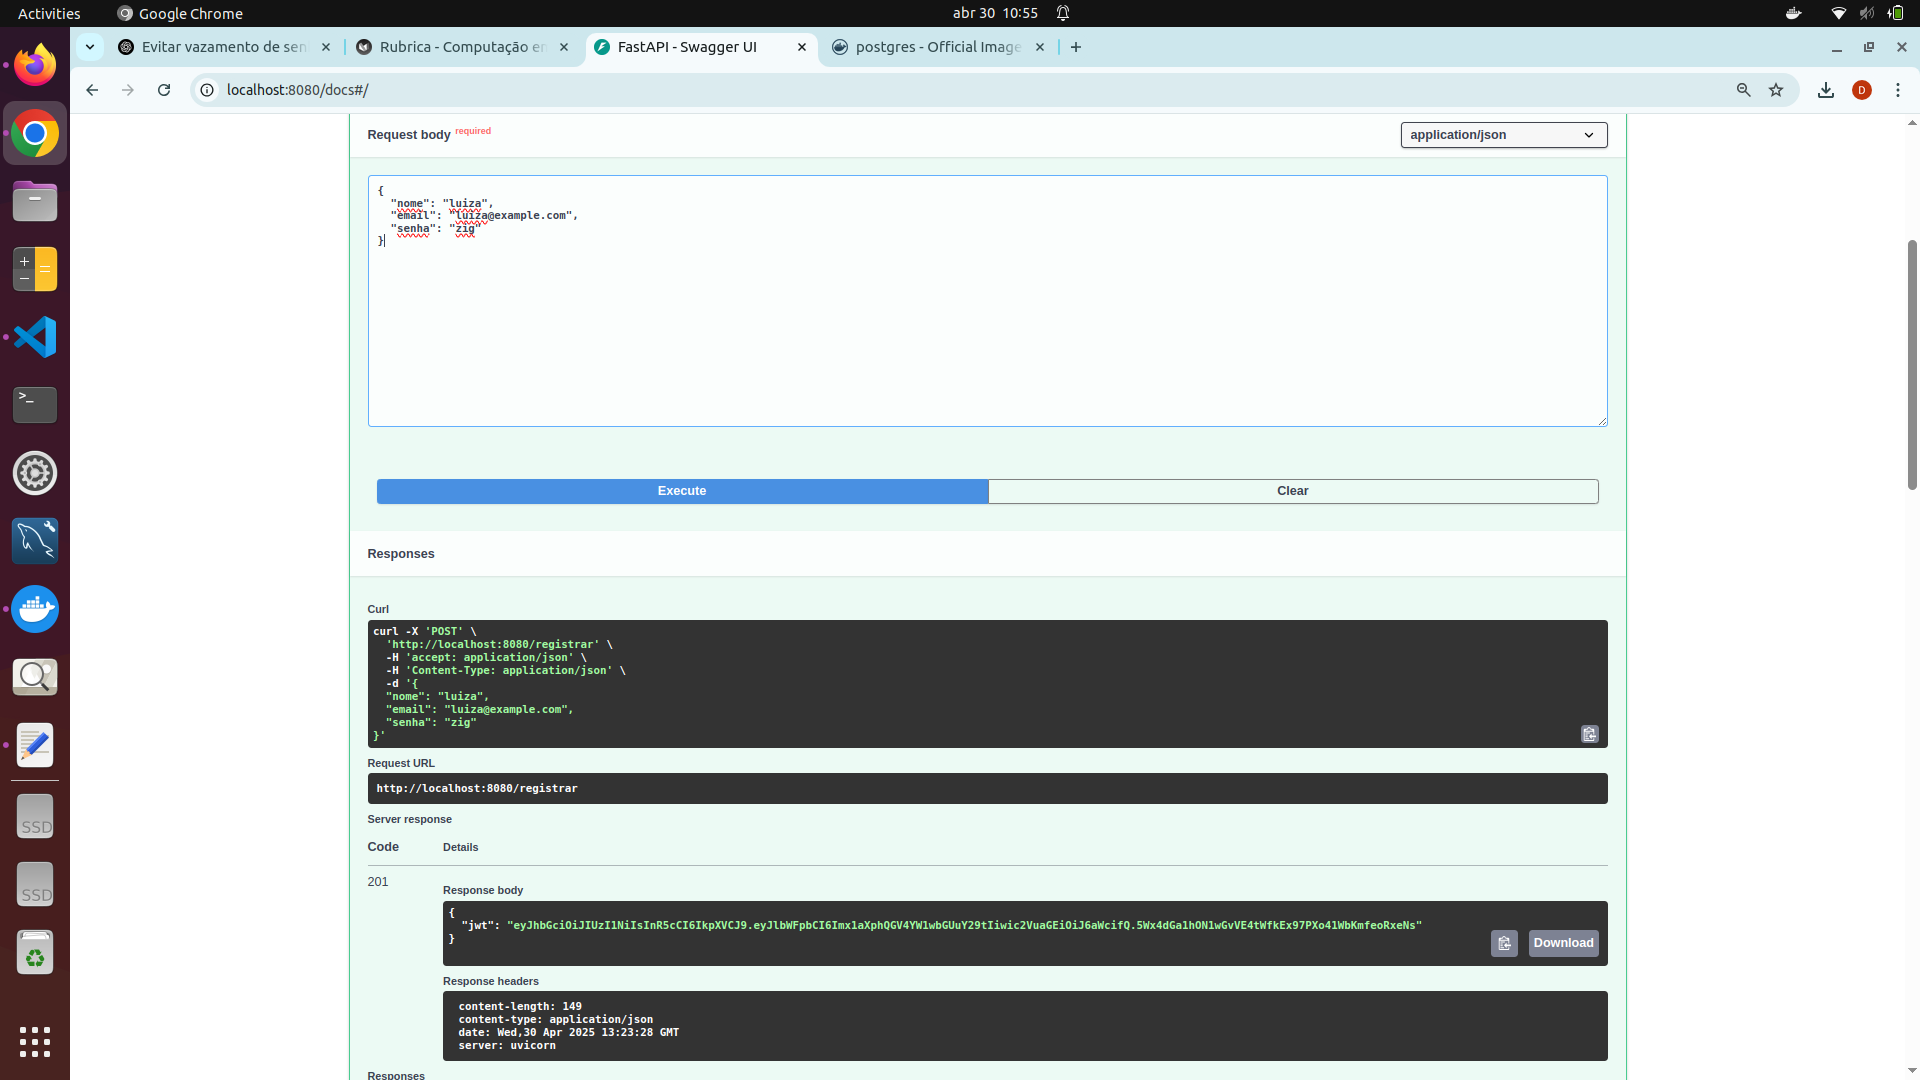 Activities
Google Chrome
abr 30 10:55
Evitar vazamento de sen
Rubrica - Computação en
FastAPI - Swagger UI
postgres - Official Image
localhost:8080/docs#/
D
Request body required
application/json
{
"nome": "luiza",
"email": "luiza@example.com",
"senha": "zig"
}
Execute
Clear
Responses
Curl
curl -X 'POST' \
'http://localhost:8080/registrar' \
-H 'accept: application/json' \
-H 'Content-Type: application/json' \
-d '{
"nome": "luiza",
"email": "luiza@example.com",
"senha": "zig"
}'
Request URL
http://localhost:8080/registrar
Server response
Code
Details
201
Response body
{
"jwt": "eyJhbGciOiJIUzI1NiIsInR5cCI6IkpXVCJ9.eyJlbWFpbCI6Imx1aXphQGV4YW1wbGUuY29tIiwic2VuaGEiOiJ6aWcifQ.5Wx4dGa1hON1wGvVE4tWfkEx97PXo41WbKmfeoRxeNs"
}
Download
Response headers
content-length: 149
content-type: application/json
date: Wed,30 Apr 2025 13:23:28 GMT
server: uvicorn
Responses
SSD
SSD